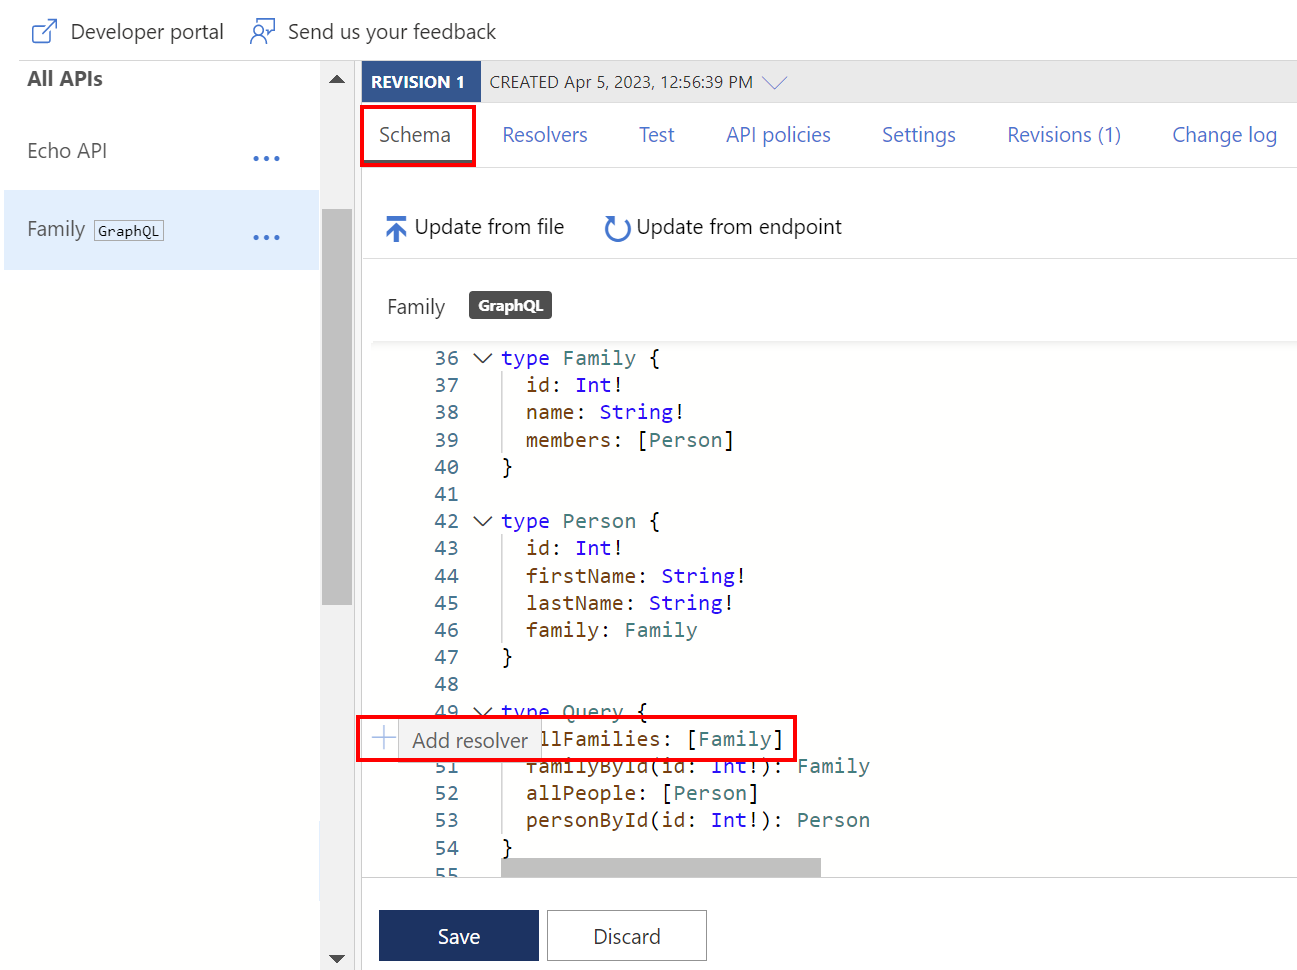 Developer portal Send us your feedback
All APIs
Echo API
Family GraphQL
REVISION 1 CREATED Apr 5, 2023, 12:56:39 PM
Schema Resolvers Test API policies Settings Revisions (1) Change log
Update from file Update from endpoint
Family GraphQL
36 type Family {
37 id: Int!
38 name: String!
39 members: [Person]
40 }
41
42 type Person {
43 id: Int!
44 firstName: String!
45 lastName: String!
46 family: Family
47 }
48
49 type Query {
Add resolver llFamilies: [Family]
51 familyById(id: Int!): Family
52 allPeople: [Person]
53 personById(id: Int!): Person
54 }
55
Save Discard